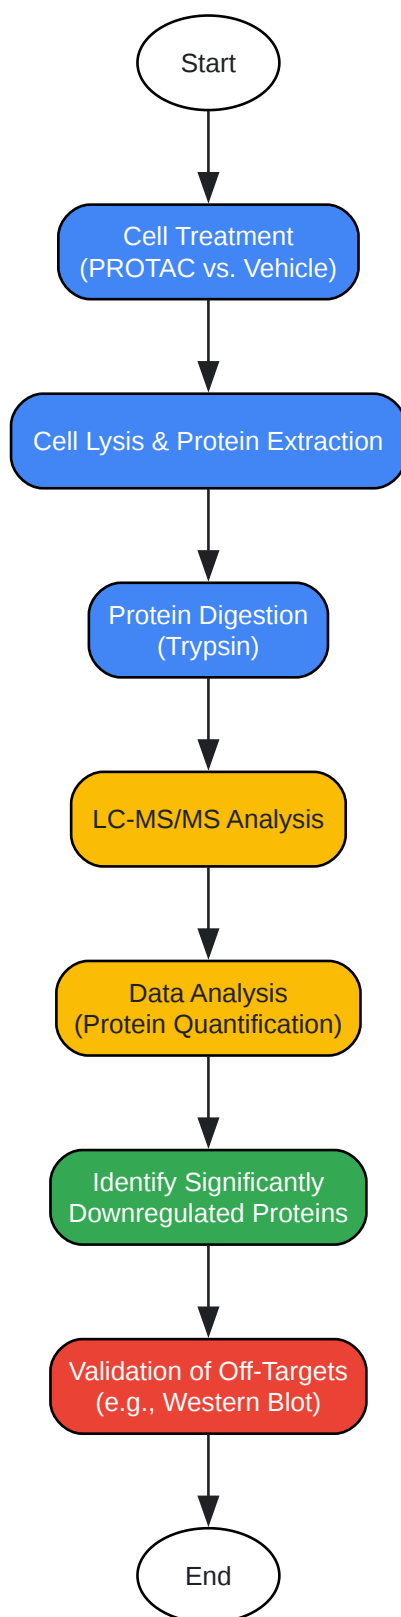 Start
Cell Treatment
(PROTAC vs. Vehicle)
Cell Lysis & Protein Extraction
Protein Digestion
(Trypsin)
LC-MS/MS Analysis
Data Analysis
(Protein Quantification)
Identify Significantly
Downregulated Proteins
Validation of Off-Targets
(e.g., Western Blot)
End